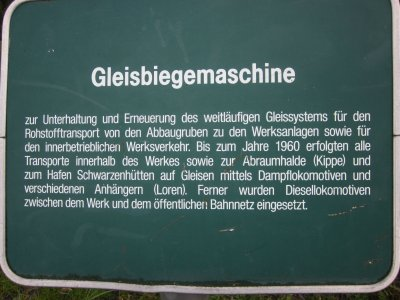 Gleisbiegemaschine
zur Unterhaltung und Erneuerung des weitläufigen Gleissystems für den
Rohstofftransport von den Abbaugruben zu den Werksanlagen sowie für
den innerbetrieblichen Werksverkehr. Bis zum Jahre 1960 erfolgten alle
Transporte innerhalb des Werkes sowie zur Abraumhalde (Kippe) und
zum Hafen Schwarzenhütten auf Gleisen mittels Dampflokomotiven und
verschiedenen Anhängern (Loren). Ferner wurden Diesellokomotiven
zwischen dem Werk und dem öffentlichen Bahnnetz eingesetzt.